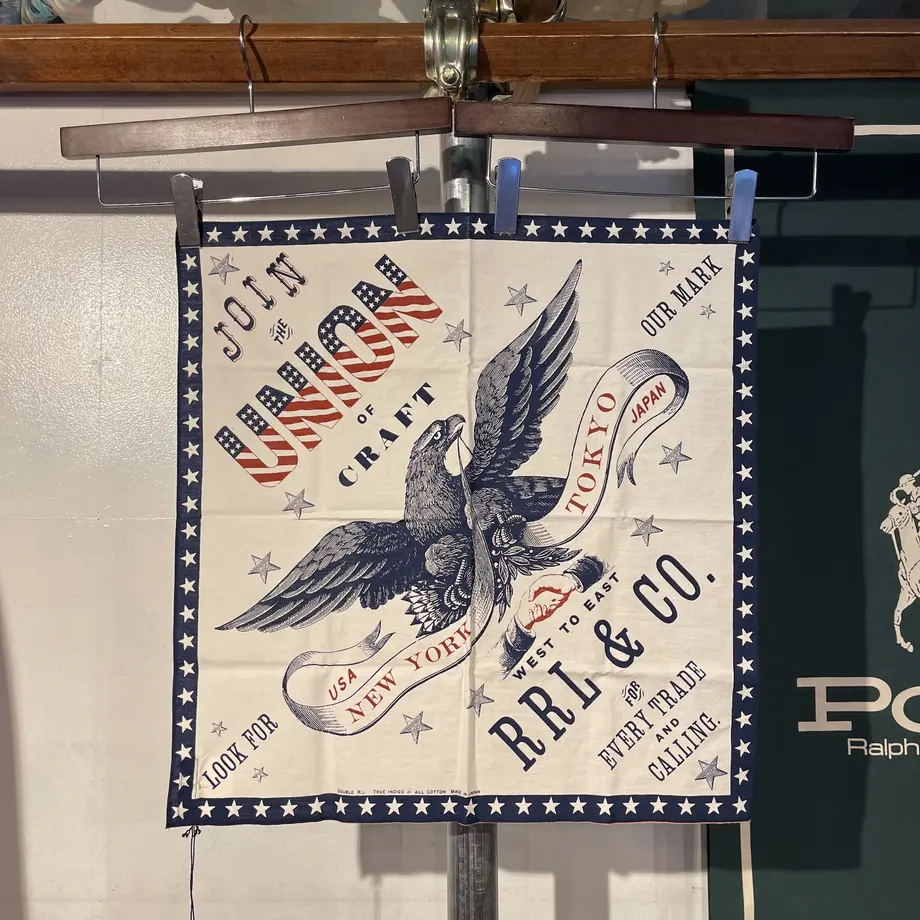 JOIN
THE
UNION
OF
CRAFT
OUR MARK
TOKYO
JAPAN
USA
NEW YORK
WEST TO EAST
RRL & CO.
FOR
EVERY TRADE
AND
CALLING.
LOOK FOR
DOUBLE R.L. TRUE INDIGO ALL COTTON MADE IN JAPAN
Ralph